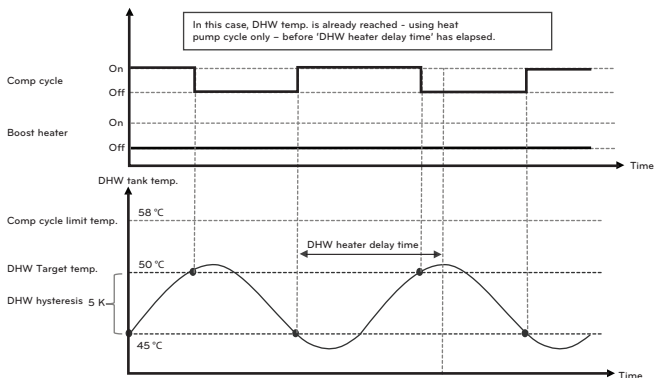 In this case, DHW temp. is already reached - using heat
pump cycle only – before 'DHW heater delay time' has elapsed.
Comp cycle
On
Off
Boost heater
On
Off
Time
DHW tank temp.
Comp cycle limit temp.
58 °C
DHW heater delay time
DHW Target temp.
50 °C
DHW hysteresis 5 K
45 °C
Time